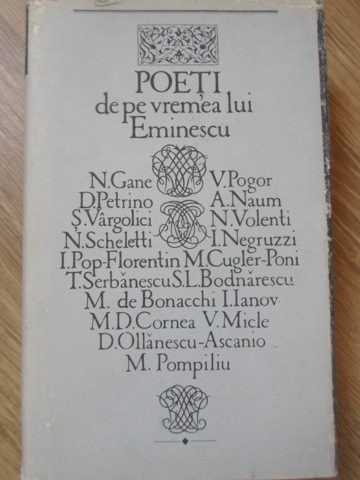 POEȚI
de pe vremea lui
Eminescu
N.Gane V.Pogor
D.Petrino A.Naum
Ș.Vârgolici N.Volenti
N.Scheletti I.Negruzzi
I.Pop-Florentin M.Cugler-Poni
T.Șerbănescu S.L.Bodnărescu
M. de Bonacchi I.Ianov
M.D.Cornea V.Micle
D.Ollănescu-Ascanio
M. Pompiliu